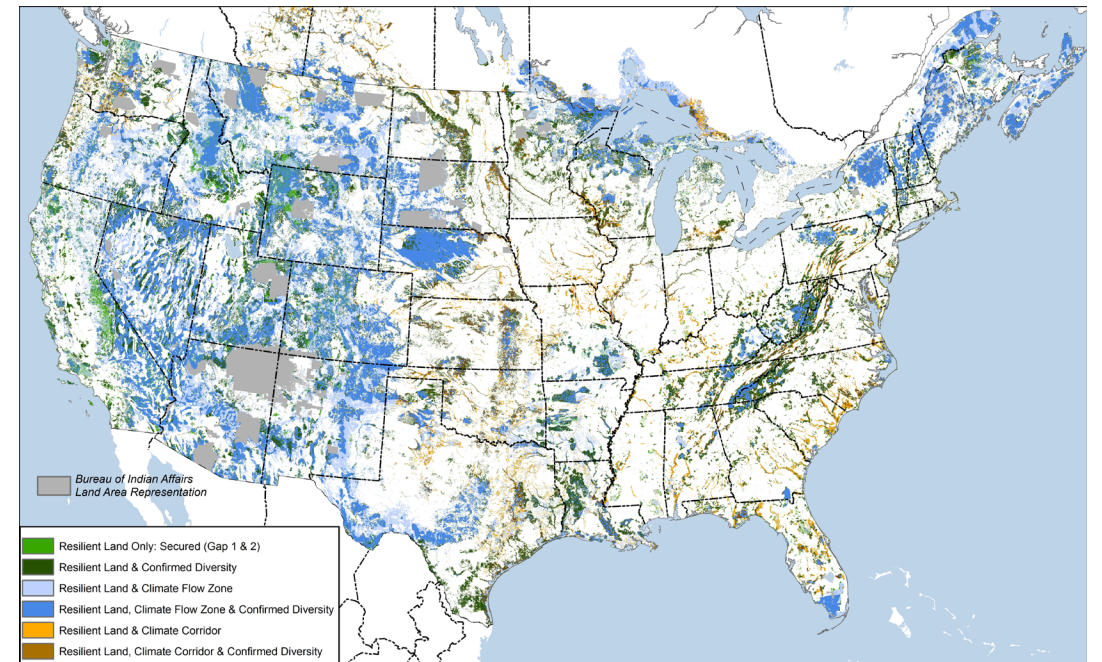 Bureau of Indian Affairs
Land Area Representation
Resilient Land Only: Secured (Gap 1 & 2)
Resilient Land & Confirmed Diversity
Resilient Land & Climate Flow Zone
Resilient Land, Climate Flow Zone & Confirmed Diversity
Resilient Land & Climate Corridor
Resilient Land, Climate Corridor & Confirmed Diversity